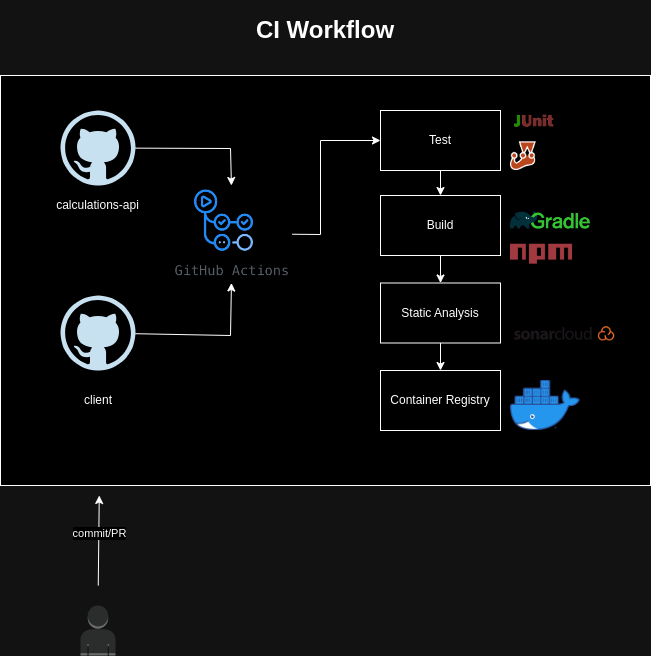 CI Workflow
calculations-api
GitHub Actions
client
Test
JUnit
Build
Gradle
npm
Static Analysis
sonarcloud
Container Registry
commit/PR